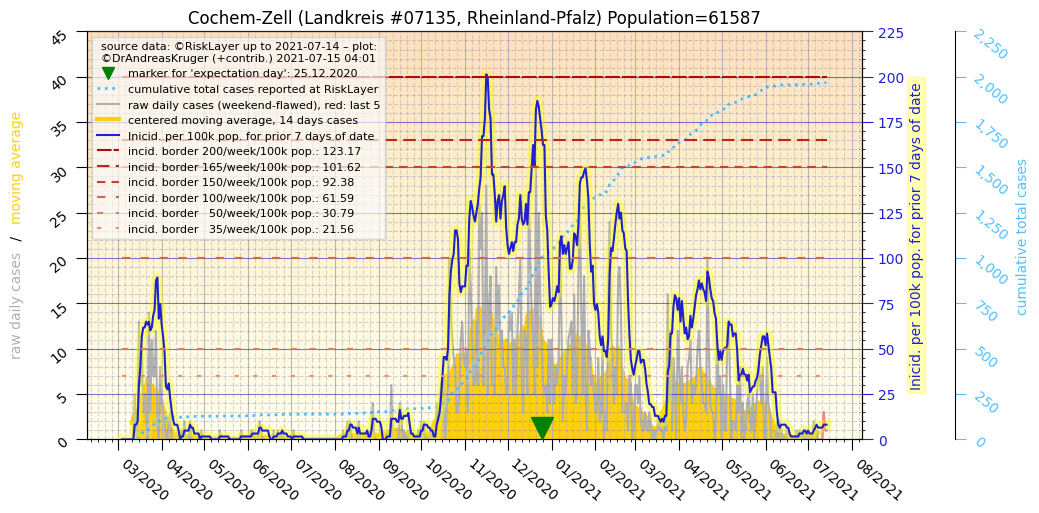 Cochem-Zell (Landkreis #07135, Rheinland-Pfalz) Population=61587
source data: ©RiskLayer up to 2021-07-14 – plot:
©DrAndreasKruger (+contrib.) 2021-07-15 04:01
marker for 'expectation day': 25.12.2020
cumulative total cases reported at RiskLayer
raw daily cases (weekend-flawed), red: last 5
centered moving average, 14 days cases
Inicid. per 100k pop. for prior 7 days of date
incid. border 200/week/100k pop.: 123.17
incid. border 165/week/100k pop.: 101.62
incid. border 150/week/100k pop.: 92.38
incid. border 100/week/100k pop.: 61.59
incid. border   50/week/100k pop.: 30.79
incid. border   35/week/100k pop.: 21.56
raw daily cases   /   moving average
45
40
35
30
25
20
15
10
5
0
225
200
175
150
125
100
75
50
25
0
Inicid. per 100k pop. for prior 7 days of date
2,250
2,000
1,750
1,500
1,250
1,000
750
500
250
0
cumulative total cases
03/2020
04/2020
05/2020
06/2020
07/2020
08/2020
09/2020
10/2020
11/2020
12/2020
01/2021
02/2021
03/2021
04/2021
05/2021
06/2021
07/2021
08/2021